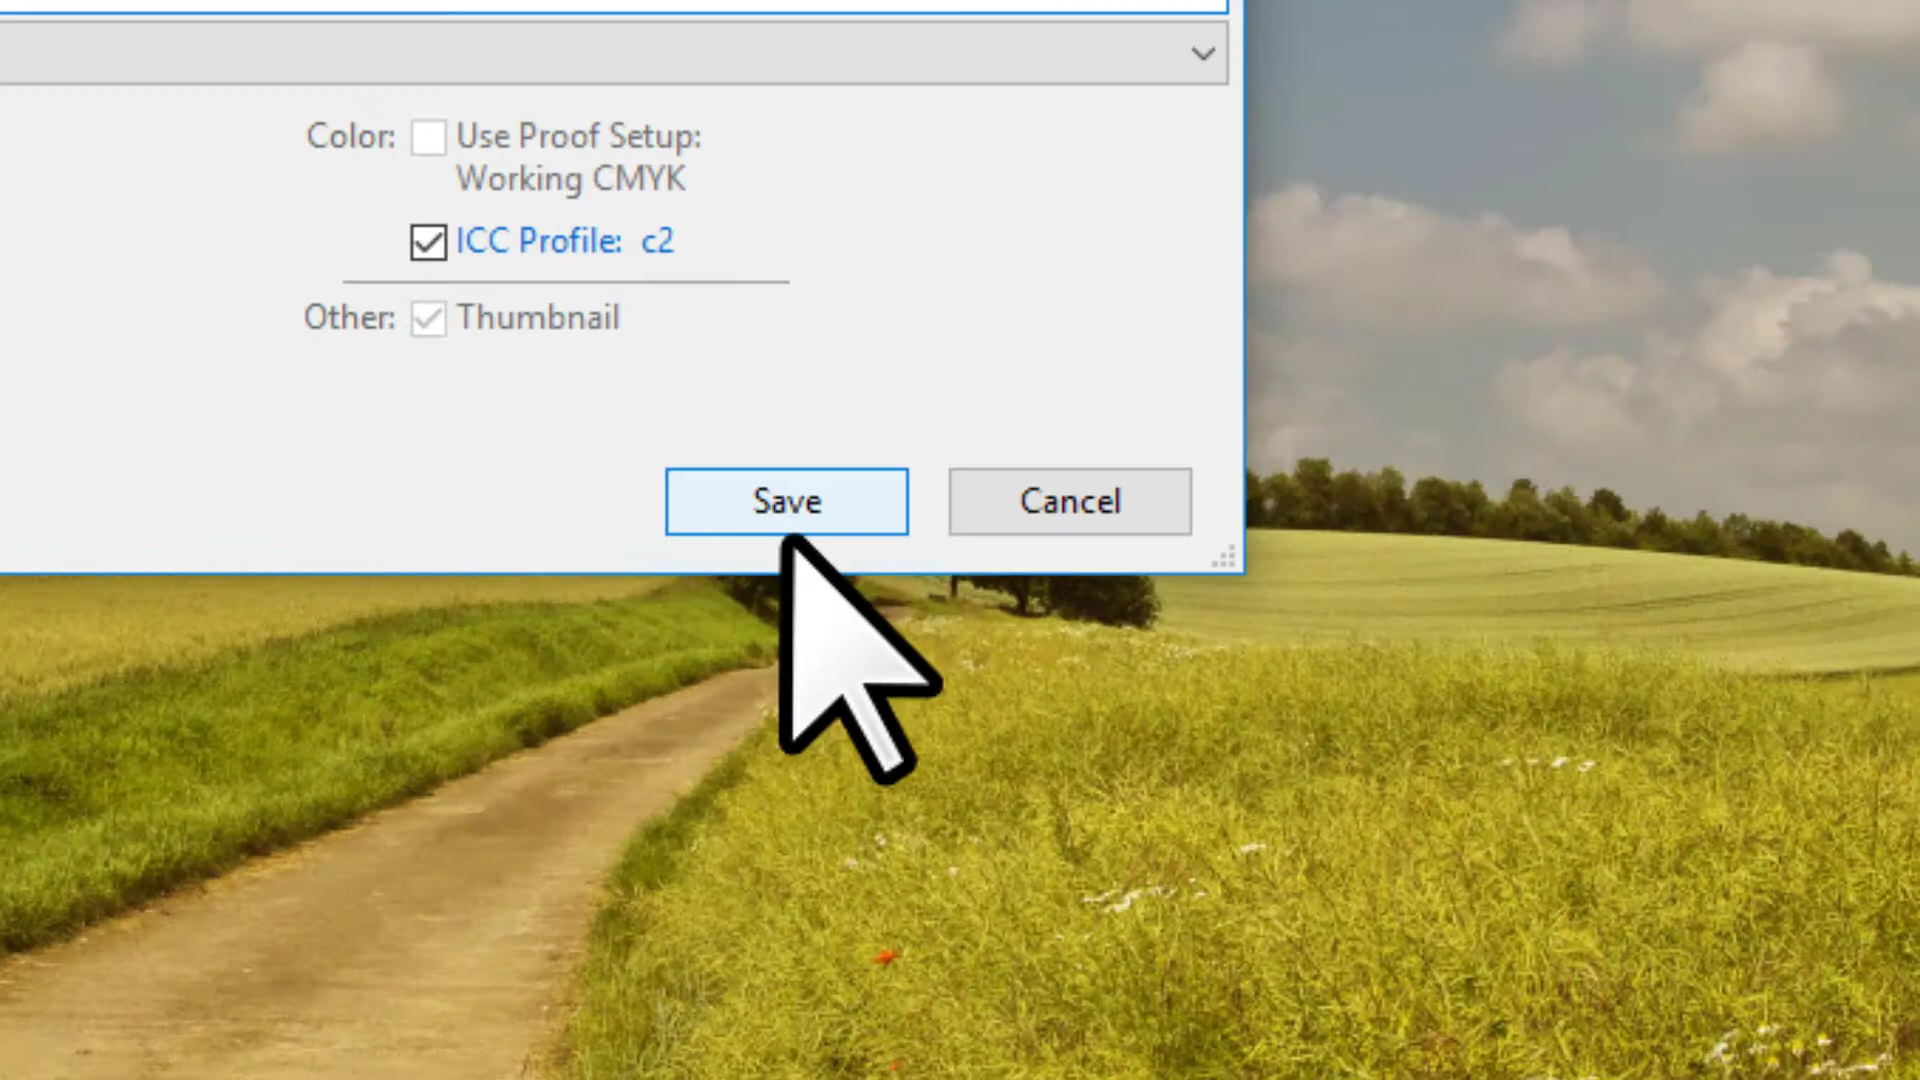 Color: Use Proof Setup:
Working CMYK
ICC Profile: c2
Other: Thumbnail
Save Cancel